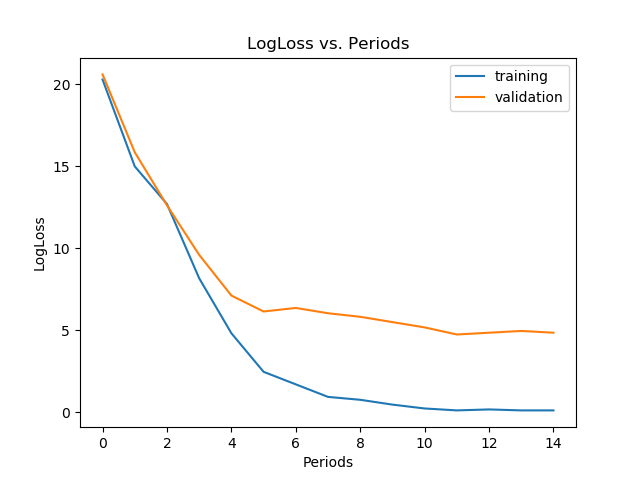 LogLoss vs. Periods
training
validation
LogLoss
20
15
10
5
0
0 2 4 6 8 10 12 14
Periods